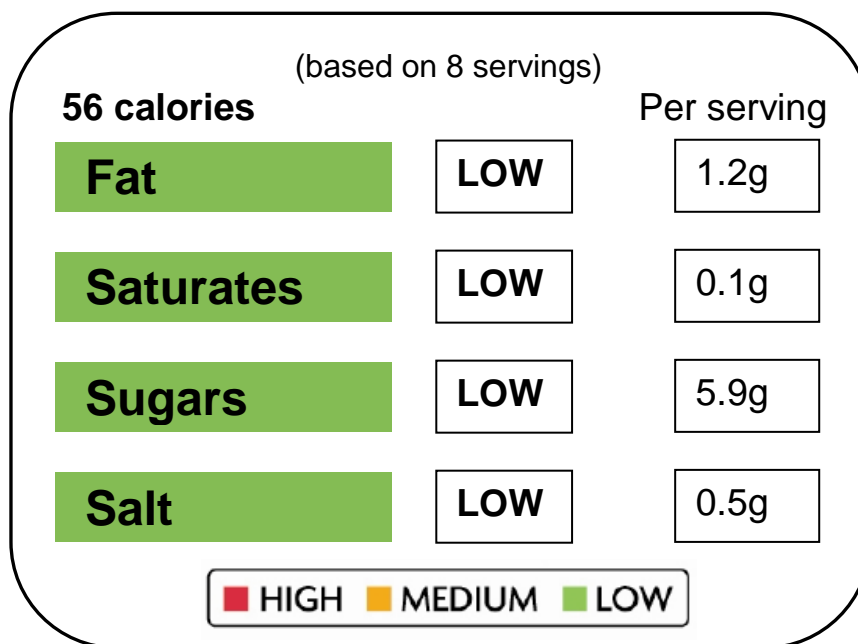 (based on 8 servings)
56 calories Per serving
Fat LOW 1.2g
Saturates LOW 0.1g
Sugars LOW 5.9g
Salt LOW 0.5g
HIGH MEDIUM LOW